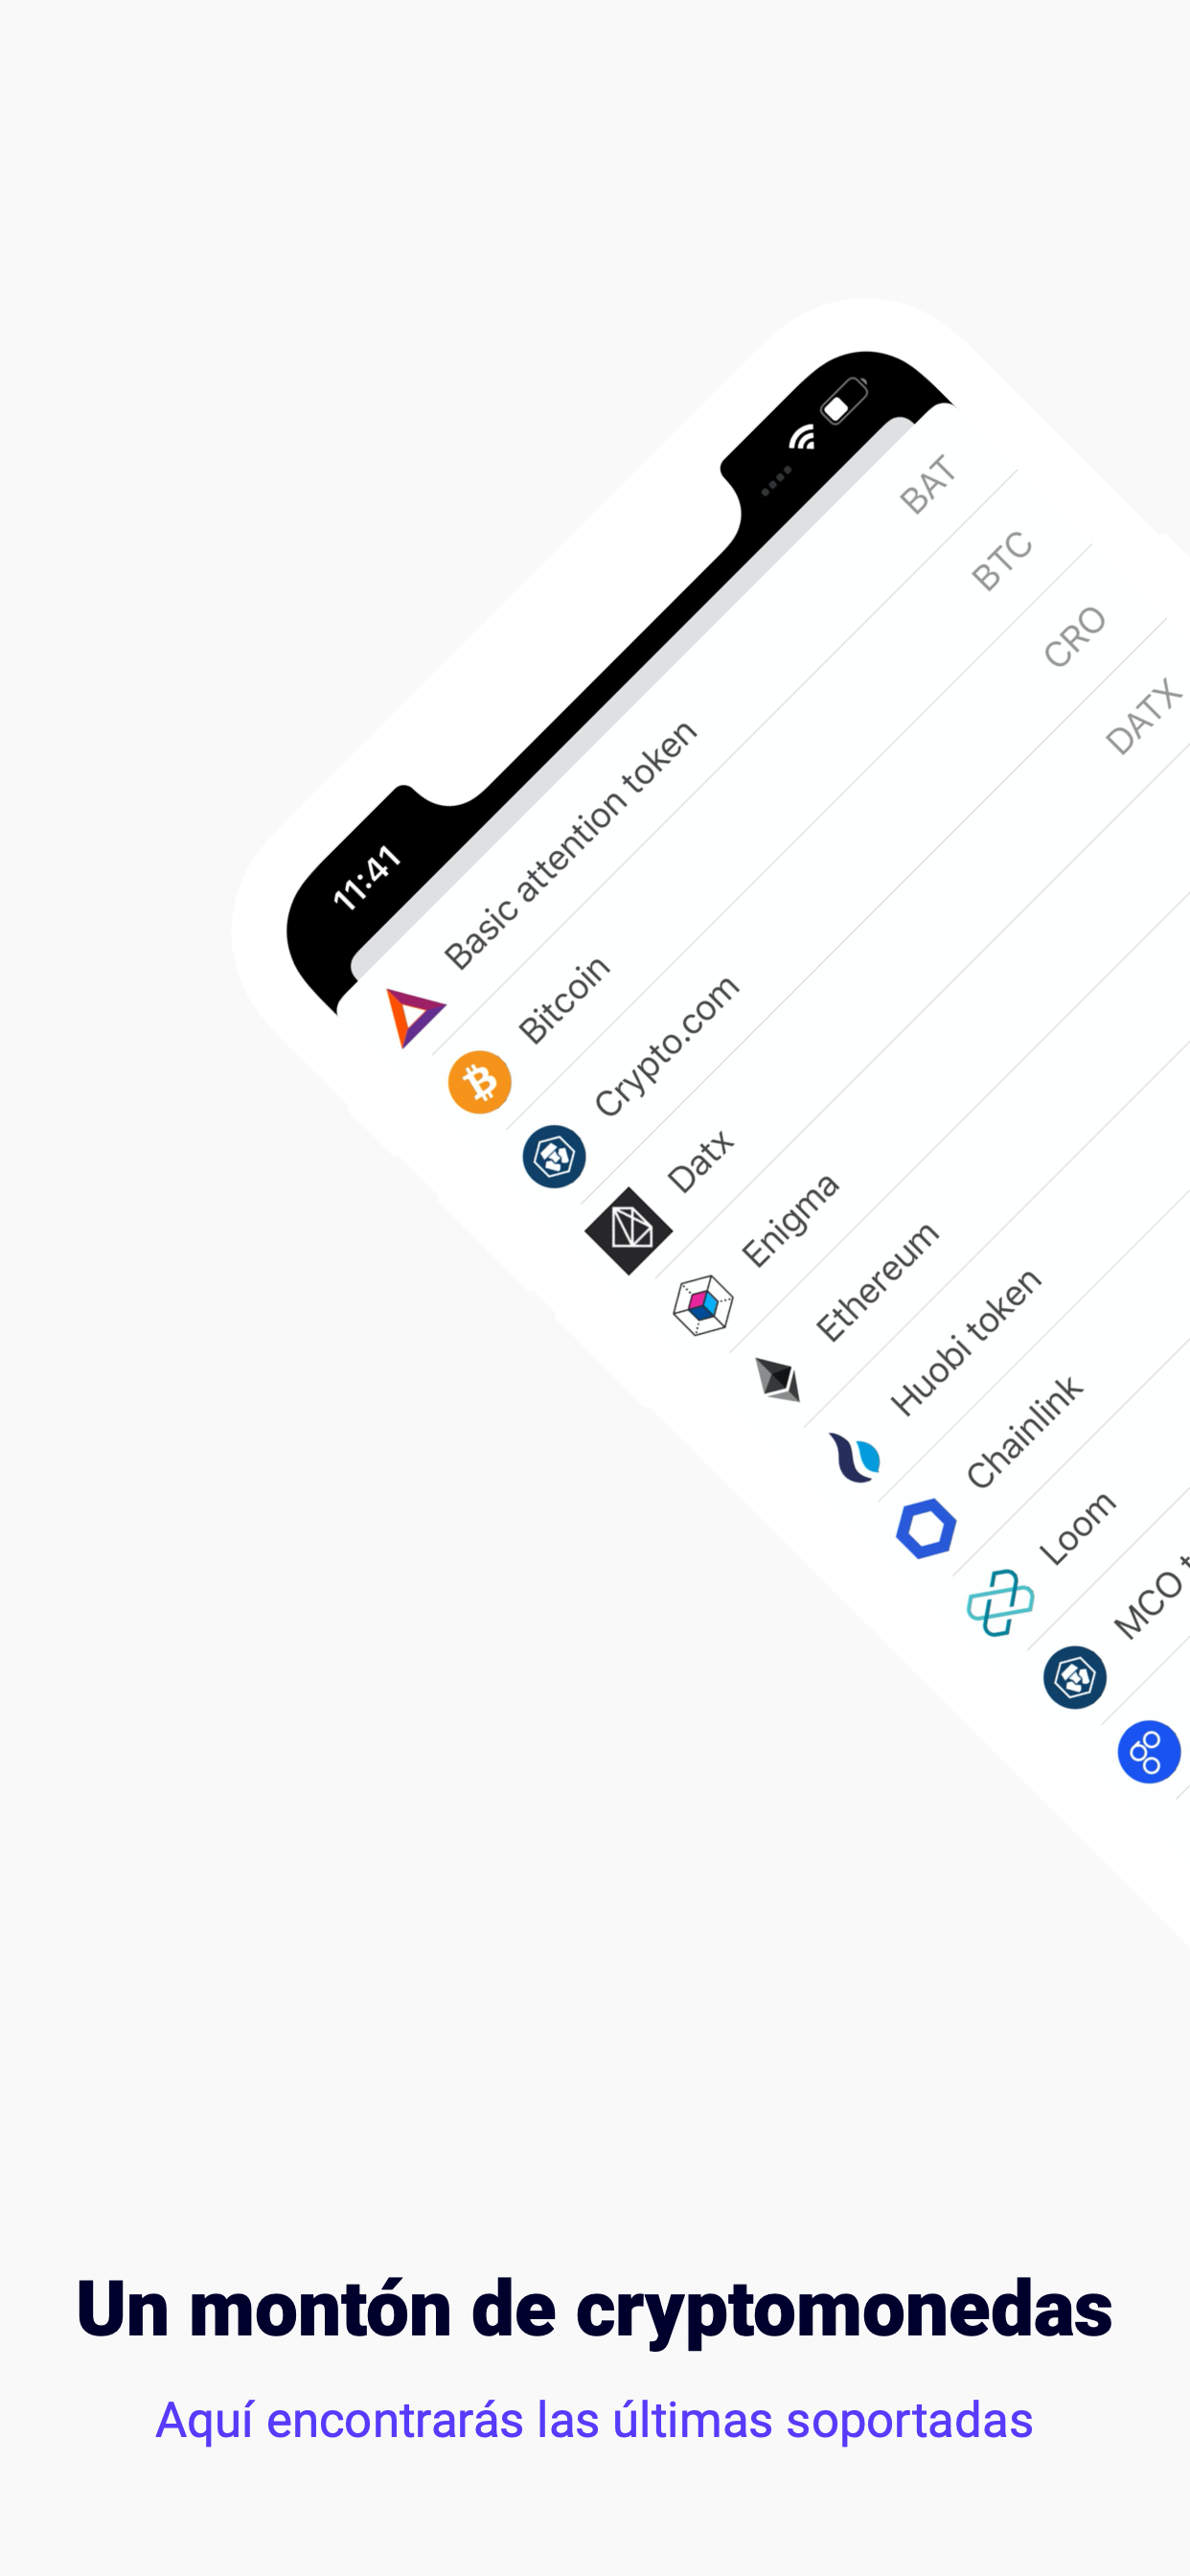 11:41
Basic attention token BAT
Bitcoin BTC
Crypto.com CRO
Datx DATX
Enigma
Ethereum
Huobi token
Chainlink
Loom
MCO
Un montón de cryptomonedas
Aquí encontrarás las últimas soportadas